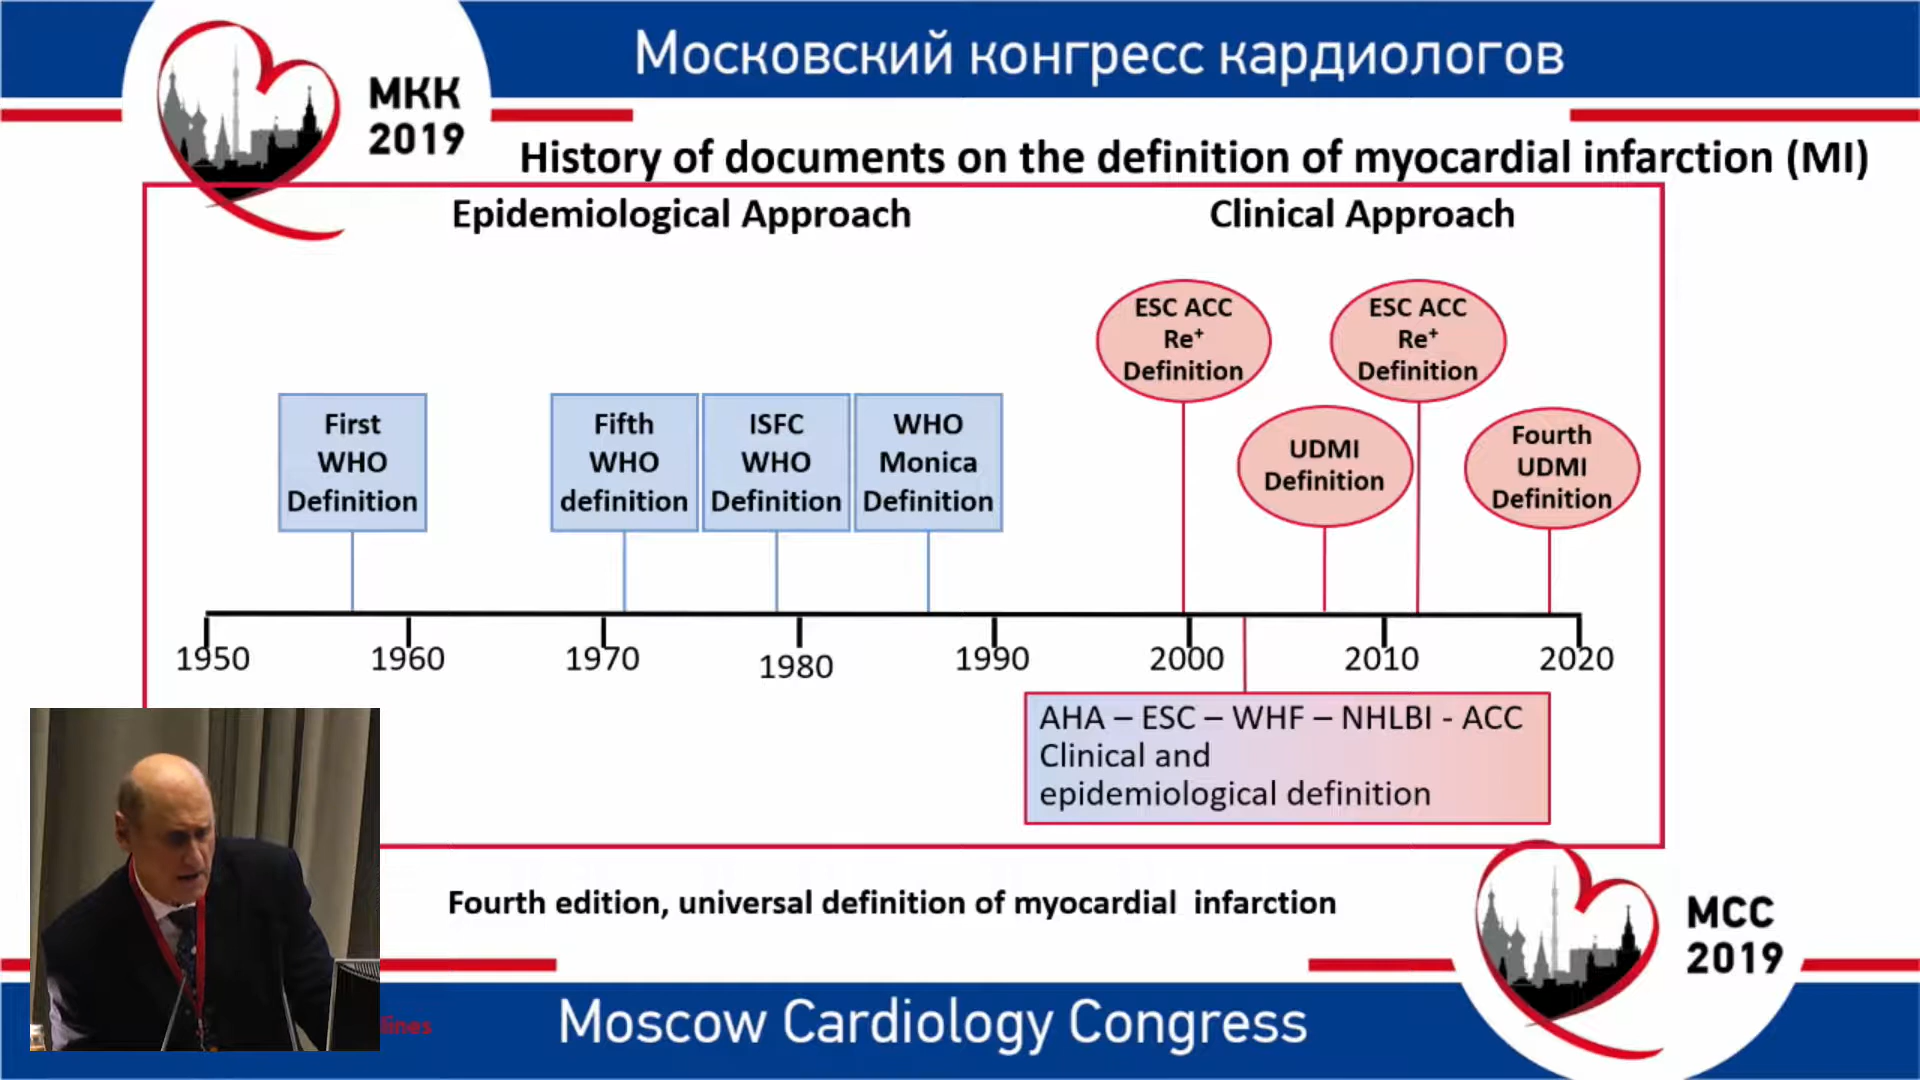 Московский конгресс кардиологов
МКК
2019
History of documents on the definition of myocardial infarction (MI)
Epidemiological Approach
Clinical Approach
ESC ACC
Re+
Definition
ESC ACC
Re+
Definition
First
WHO
Definition
Fifth
WHO
definition
ISFC
WHO
Definition
WHO
Monica
Definition
UDMI
Definition
Fourth
UDMI
Definition
1950
1960
1970
1980
1990
2000
2010
2020
AHA – ESC – WHF – NHLBI - ACC
Clinical and
epidemiological definition
Fourth edition, universal definition of myocardial infarction
MCC
2019
lines
Moscow Cardiology Congress